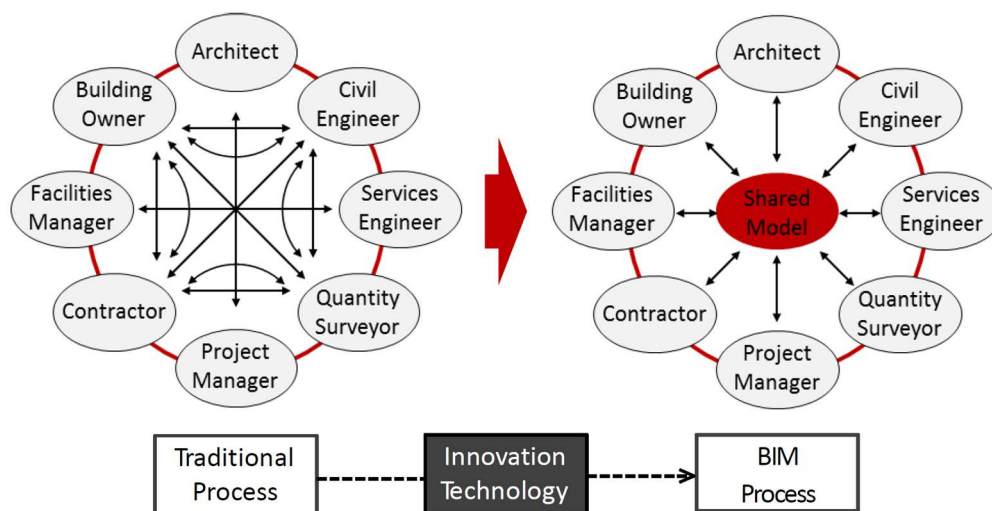 Architect
Building
Owner
Civil
Engineer
Facilities
Manager
Services
Engineer
Contractor
Quantity
Surveyor
Project
Manager
Architect
Building
Owner
Civil
Engineer
Facilities
Manager
Shared
Model
Services
Engineer
Contractor
Quantity
Surveyor
Project
Manager
Traditional
Process
Innovation
Technology
BIM
Process